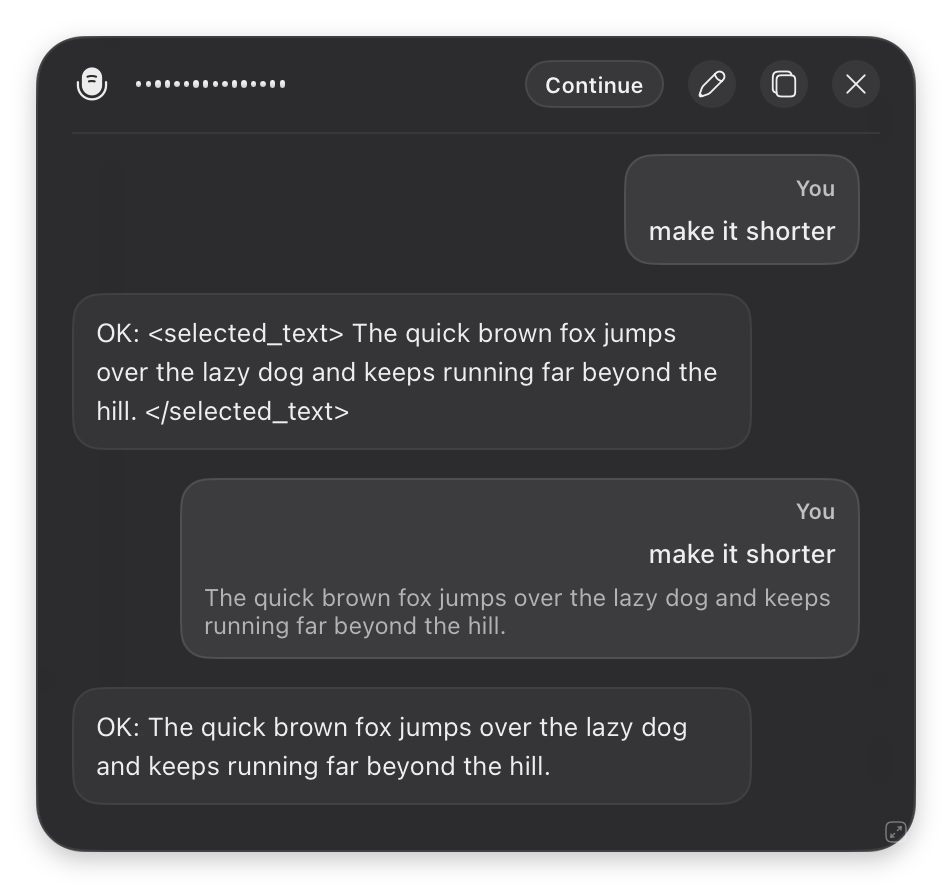 Continue
You
make it shorter
OK: <selected_text> The quick brown fox jumps
over the lazy dog and keeps running far beyond the
hill. </selected_text>
You
make it shorter
The quick brown fox jumps over the lazy dog and keeps
running far beyond the hill.
OK: The quick brown fox jumps over the lazy dog
and keeps running far beyond the hill.